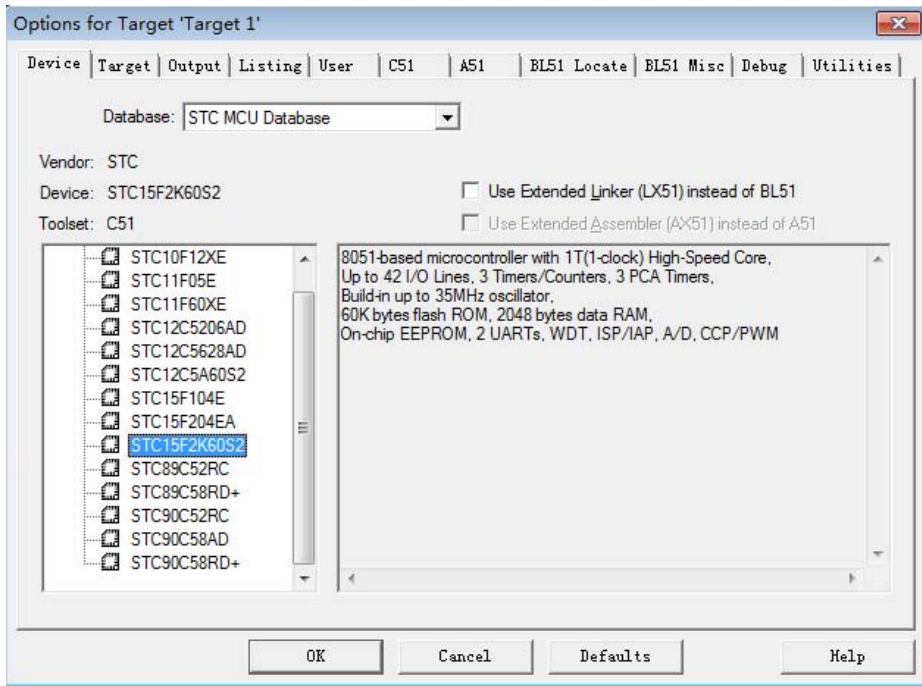 Options for Target 'Target 1'
Device Target Output Listing User C51 A51 BL51 Locate BL51 Misc Debug Utilities
Database: STC MCU Database
Vendor: STC
Device: STC15F2K60S2
Use Extended Linker (LX51) instead of BL51
Toolset: C51
Use Extended Assembler (AX51) instead of A51
STC10F12XE
STC11F05E
STC11F60XE
STC12C5206AD
STC12C5628AD
STC12C5A60S2
STC15F104E
STC15F204EA
STC15F2K60S2
STC89C52RC
STC89C58RD+
STC90C52RC
STC90C58AD
STC90C58RD+
8051-based microcontroller with 1T(1-clock) High-Speed Core,
Up to 42 I/O Lines, 3 Timers/Counters, 3 PCA Timers,
Build-in up to 35MHz oscillator,
60K bytes flash ROM, 2048 bytes data RAM,
On-chip EEPROM, 2 UARTs, WDT, ISP/IAP, A/D, CCP/PWM
OK Cancel Defaults Help